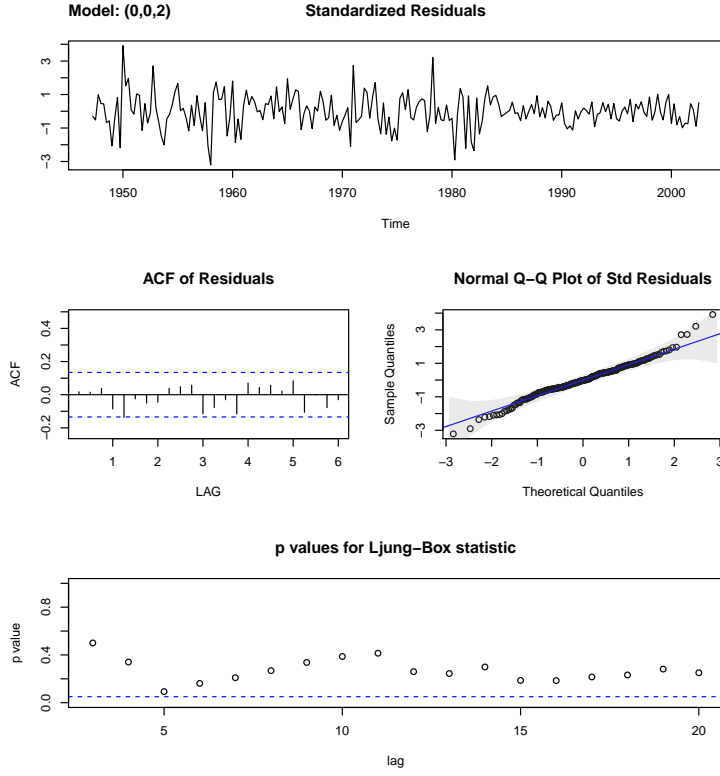 Model: (0,0,2) Standardized Residuals
3
1
−1
−3
1950 1960 1970 1980 1990 2000
Time
ACF of Residuals
ACF
0.4
0.2
0.0
−0.2
1 2 3 4 5 6
LAG
Normal Q−Q Plot of Std Residuals
Sample Quantiles
3
1
−1
−3
−3 −2 −1 0 1 2 3
Theoretical Quantiles
p values for Ljung−Box statistic
p value
0.8
0.4
0.0
5 10 15 20
lag